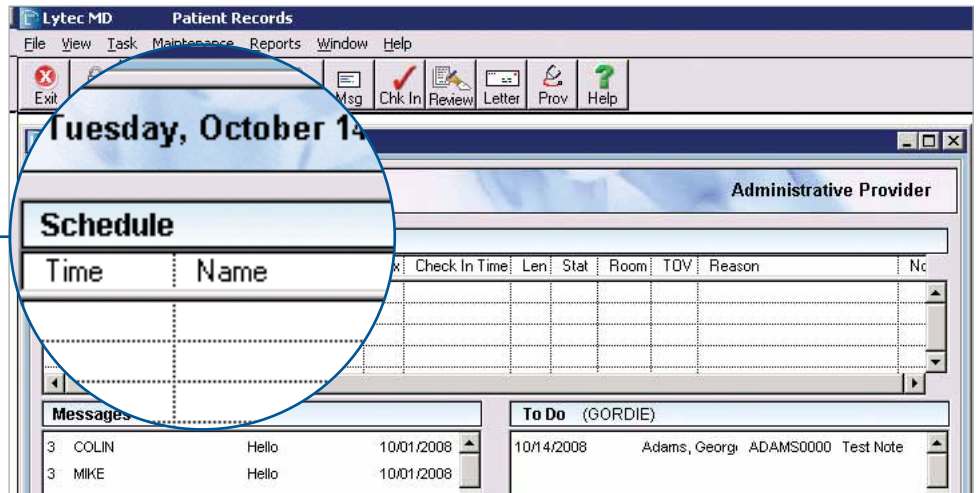 Lytec MD Patient Records
File View Task Maintenance Reports Window Help
Exit Msg Chk In Review Letter Prov Help
Tuesday, October 14
Administrative Provider
Schedule
Time Name Check In Time Len Stat Room TOV Reason
Messages To Do (GORDIE)
3 COLIN Hello 10/01/2008 10/14/2008 Adams, Georg ADAMS0000 Test Note
3 MIKE Hello 10/01/2008